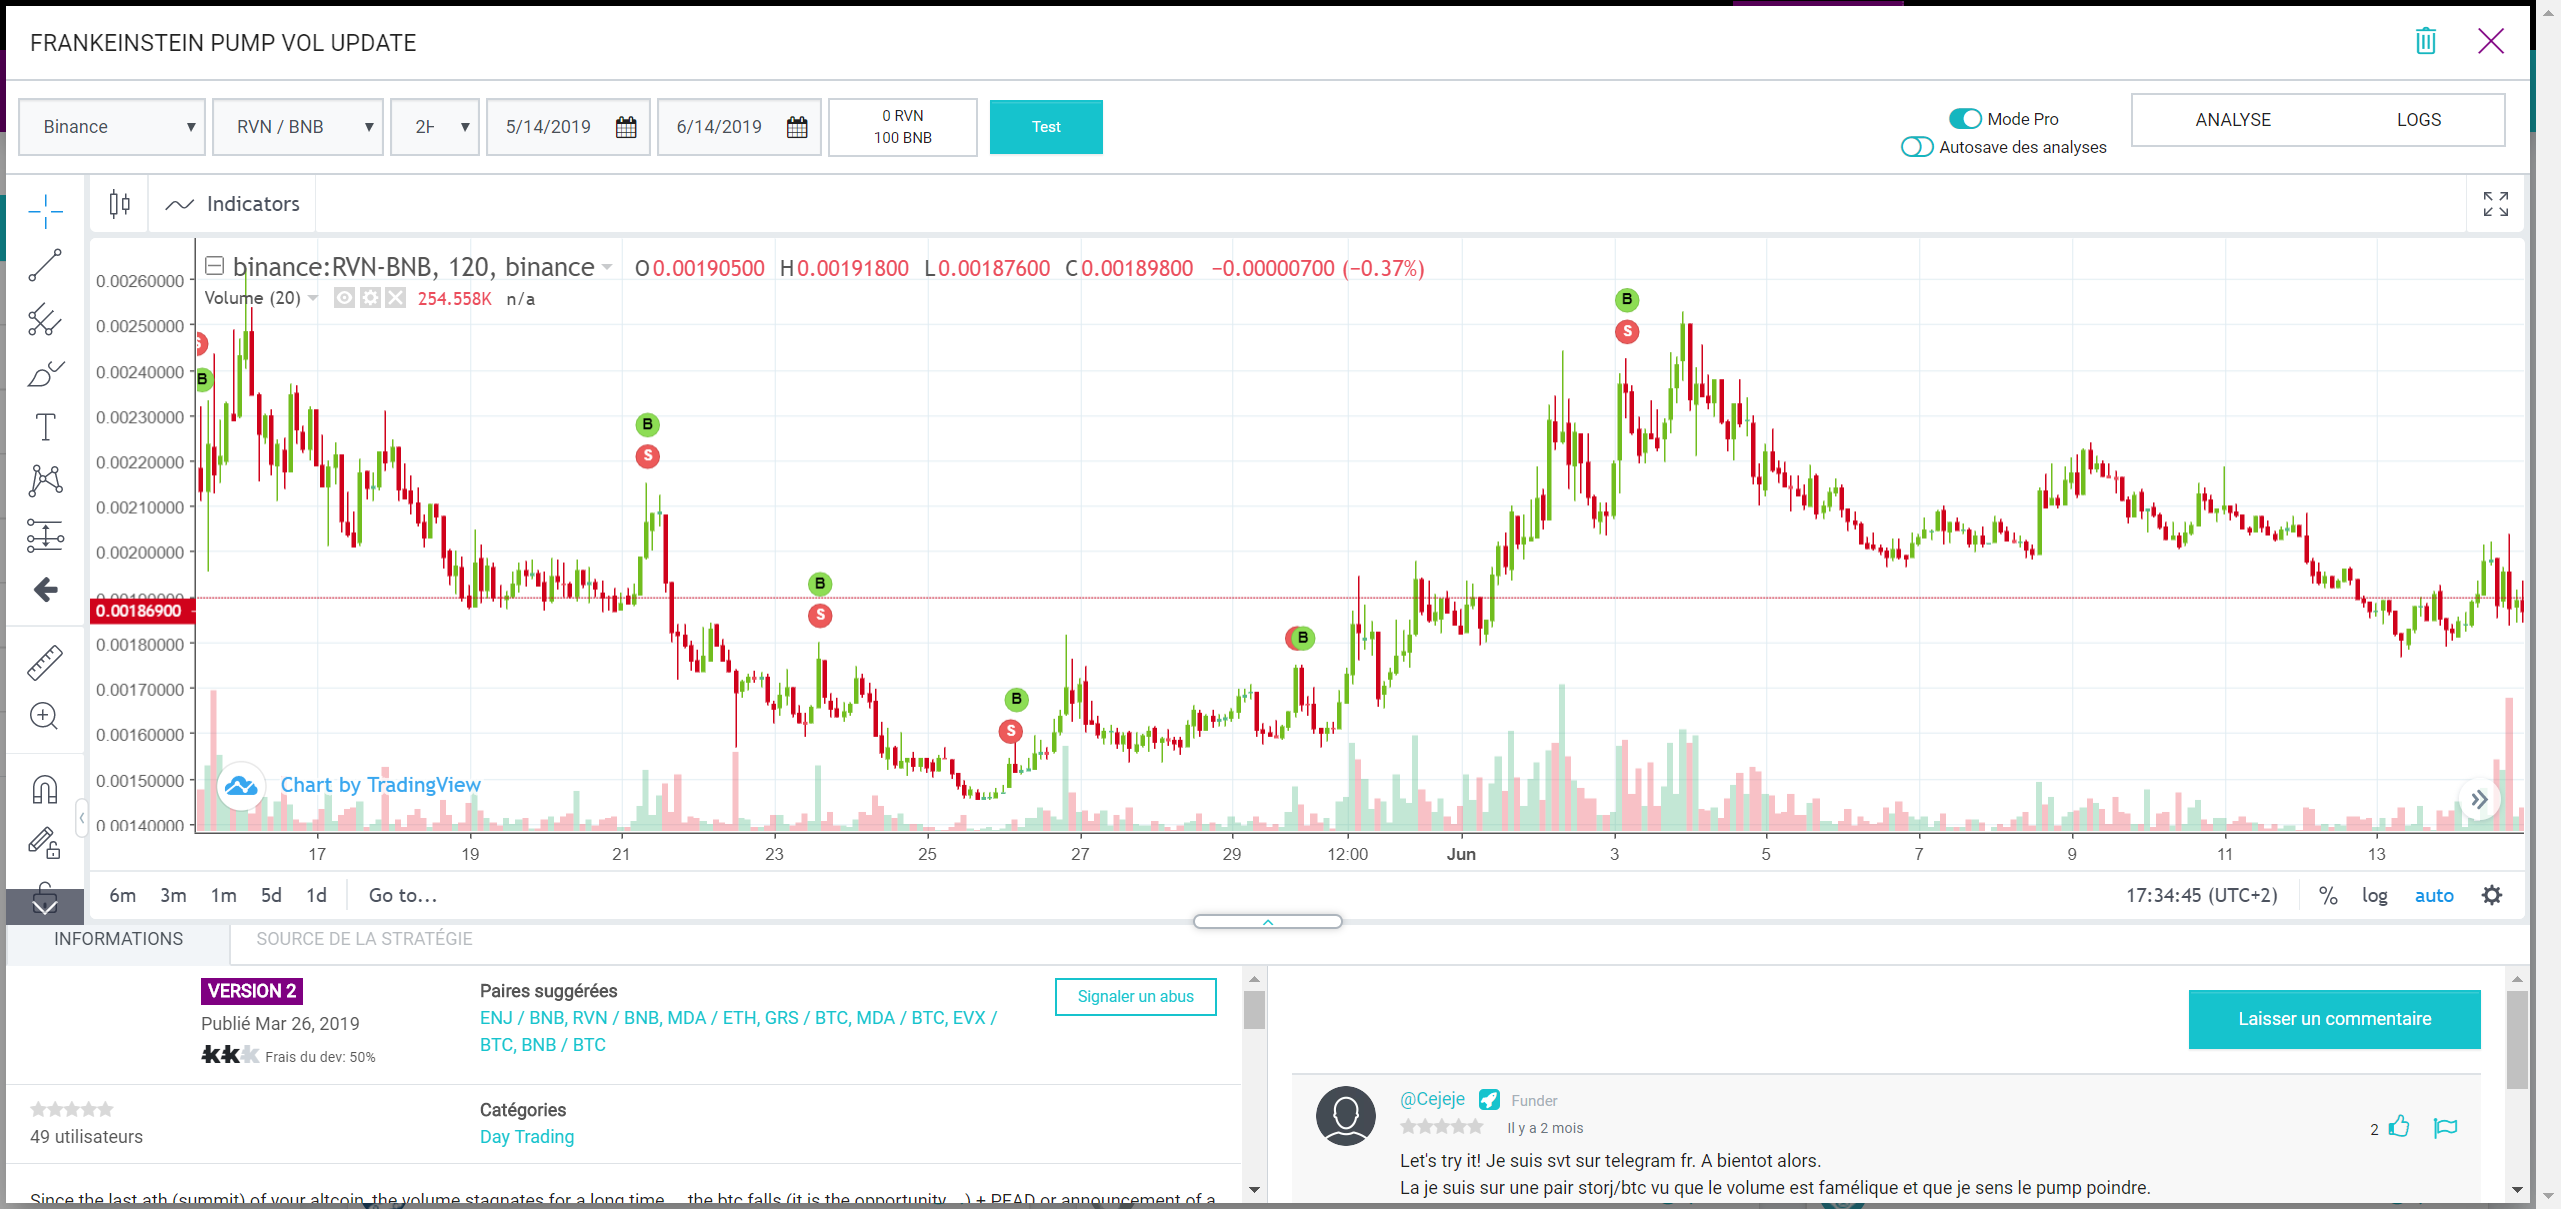 FRANKEINSTEIN PUMP VOL UPDATE
Binance
RVN / BNB
2H
5/14/2019
6/14/2019
0 RVN
100 BNB
Test
Mode Pro
Autosave des analyses
ANALYSE
LOGS
Indicators
binance:RVN-BNB, 120, binance
O0.00190500 H0.00191800 L0.00187600 C0.00189800 −0.00000700 (−0.37%)
Volume (20) 254.558K n/a
0.00260000
0.00250000
0.00240000
0.00230000
0.00220000
0.00210000
0.00200000
0.00190000
0.00186900
0.00180000
0.00170000
0.00160000
0.00150000
0.00140000
S
B
B
S
B
S
B
S
B
B
S
Chart by TradingView
17 19 21 23 25 27 29 12:00 Jun 3 5 7 9 11 13
6m 3m 1m 5d 1d Go to...
17:34:45 (UTC+2) % log auto
INFORMATIONS
SOURCE DE LA STRATÉGIE
VERSION 2
Publié Mar 26, 2019
Frais du dev: 50%
Paires suggérées
ENJ / BNB, RVN / BNB, MDA / ETH, GRS / BTC, MDA / BTC, EVX /
BTC, BNB / BTC
Signaler un abus
49 utilisateurs
Catégories
Day Trading
Since the last ath (summit) of your altcoin, the volume stagnates for a long time ... the btc falls (it is the opportunity ...) + PEAD or announcement of a
Laisser un commentaire
@Cejeje Funder
Il y a 2 mois
2
Let's try it! Je suis svt sur telegram fr. A bientot alors.
La je suis sur une pair storj/btc vu que le volume est famélique et que je sens le pump poindre.